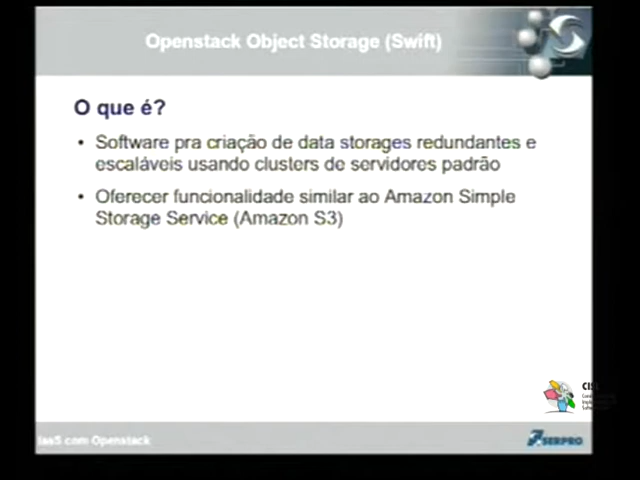 Openstack Object Storage (Swift)
O que é?
• Software pra criação de data storages redundantes e
escaláveis usando clusters de servidores padrão
• Oferecer funcionalidade similar ao Amazon Simple
Storage Service (Amazon S3)
IaaS com Openstack
SERPRO